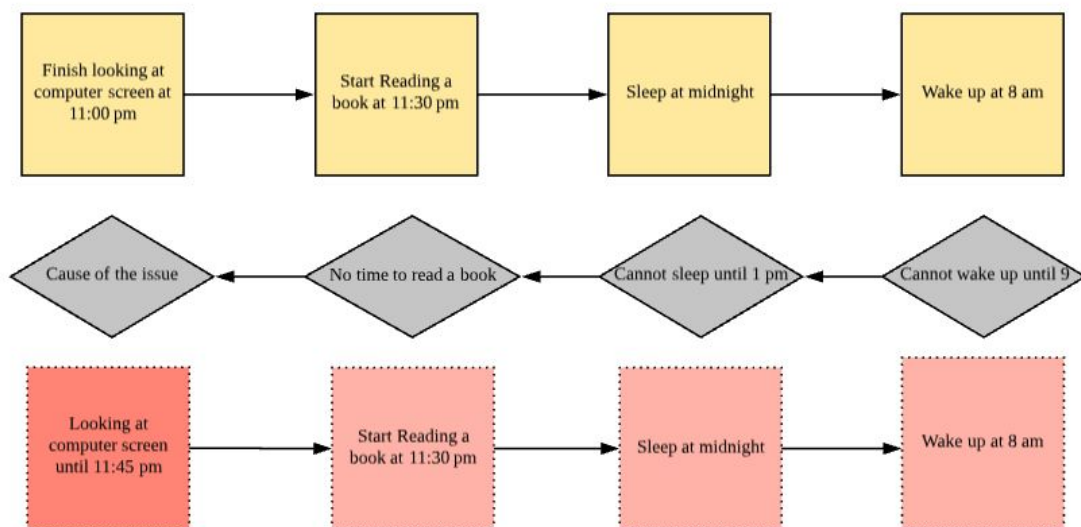 Finish looking at
computer screen at
11:00 pm
Start Reading a
book at 11:30 pm
Sleep at midnight
Wake up at 8 am
Cause of the issue
No time to read a book
Cannot sleep until 1 pm
Cannot wake up until 9
Looking at
computer screen
until 11:45 pm
Start Reading a
book at 11:30 pm
Sleep at midnight
Wake up at 8 am